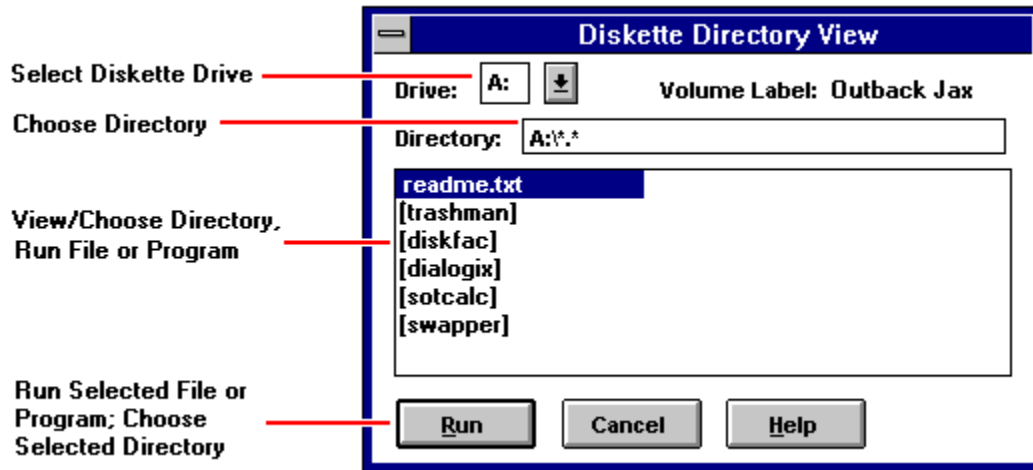 Diskette Directory View
Select Diskette Drive
Drive: A: Volume Label: Outback Jax
Choose Directory
Directory: A:\*.*
readme.txt
[trashman]
View/Choose Directory,
Run File or Program
[diskfac]
[dialogix]
[sotcalc]
[swapper]
Run Selected File or
Program; Choose
Selected Directory
Run Cancel Help